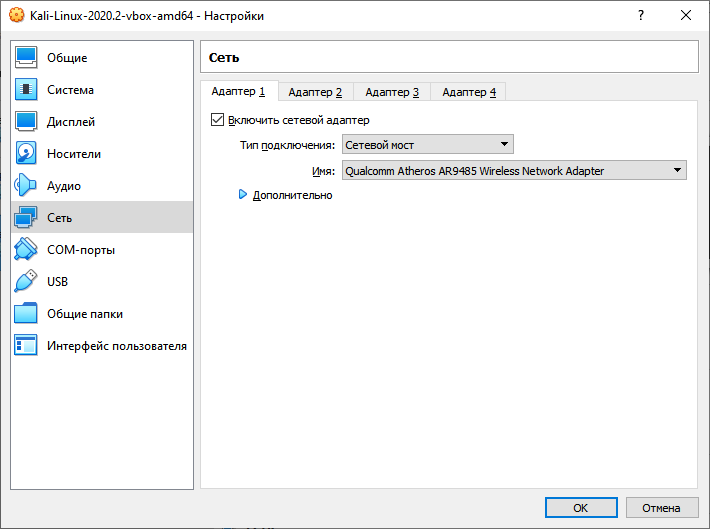 Kali-Linux-2020.2-vbox-amd64 - Настройки
?
Общие
Система
Дисплей
Носители
Аудио
Сеть
COM-порты
USB
Общие папки
Интерфейс пользователя
Сеть
Адаптер 1 Адаптер 2 Адаптер 3 Адаптер 4
Включить сетевой адаптер
Тип подключения: Сетевой мост
Имя: Qualcomm Atheros AR9485 Wireless Network Adapter
Дополнительно
OK Отмена